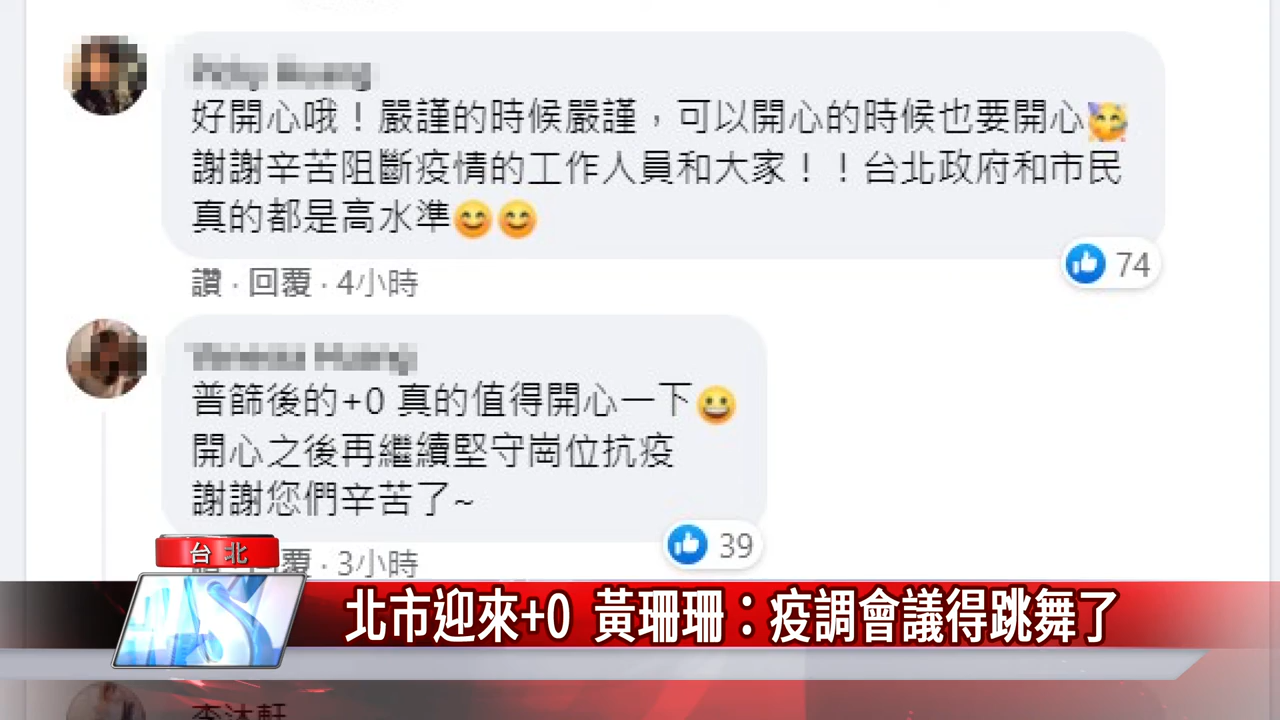 好開心哦！嚴謹的時候嚴謹，可以開心的時候也要開心🥳
謝謝辛苦阻斷疫情的工作人員和大家！！台北政府和市民
真的都是高水準😊😊
74
讚 · 回覆 · 4小時
普篩後的+0 真的值得開心一下😀
開心之後再繼續堅守崗位抗疫
謝謝您們辛苦了~
39
回覆 · 3小時
台北
北市迎來+0 黃珊珊：疫調會議得跳舞了